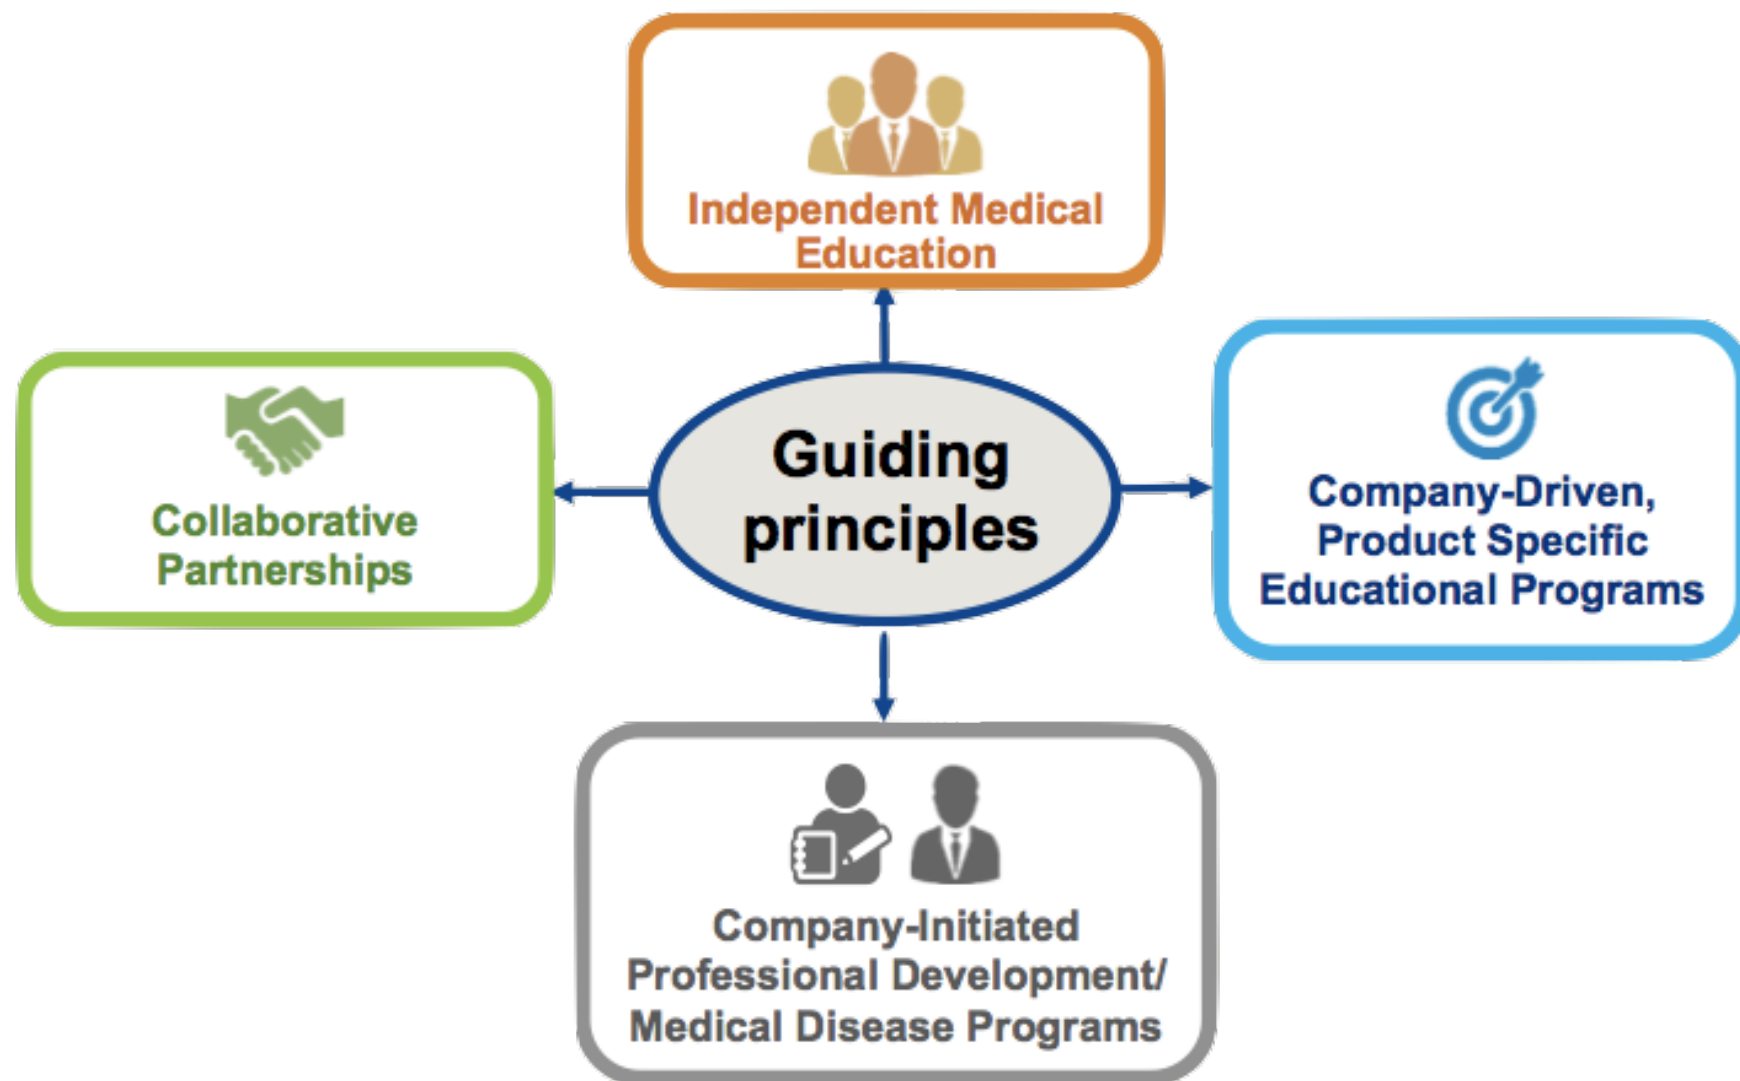 Independent Medical
Education
Collaborative
Partnerships
Guiding
principles
Company-Driven,
Product Specific
Educational Programs
Company-Initiated
Professional Development/
Medical Disease Programs